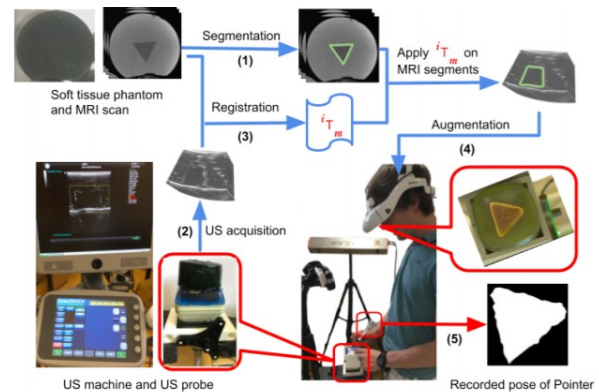 Segmentation
(1)
Apply iTm on
MRI segments
Soft tissue phantom
and MRI scan
Registration
(3)
iTm
Augmentation
(4)
(2)
US acquisition
(5)
US machine and US probe
Recorded pose of Pointer